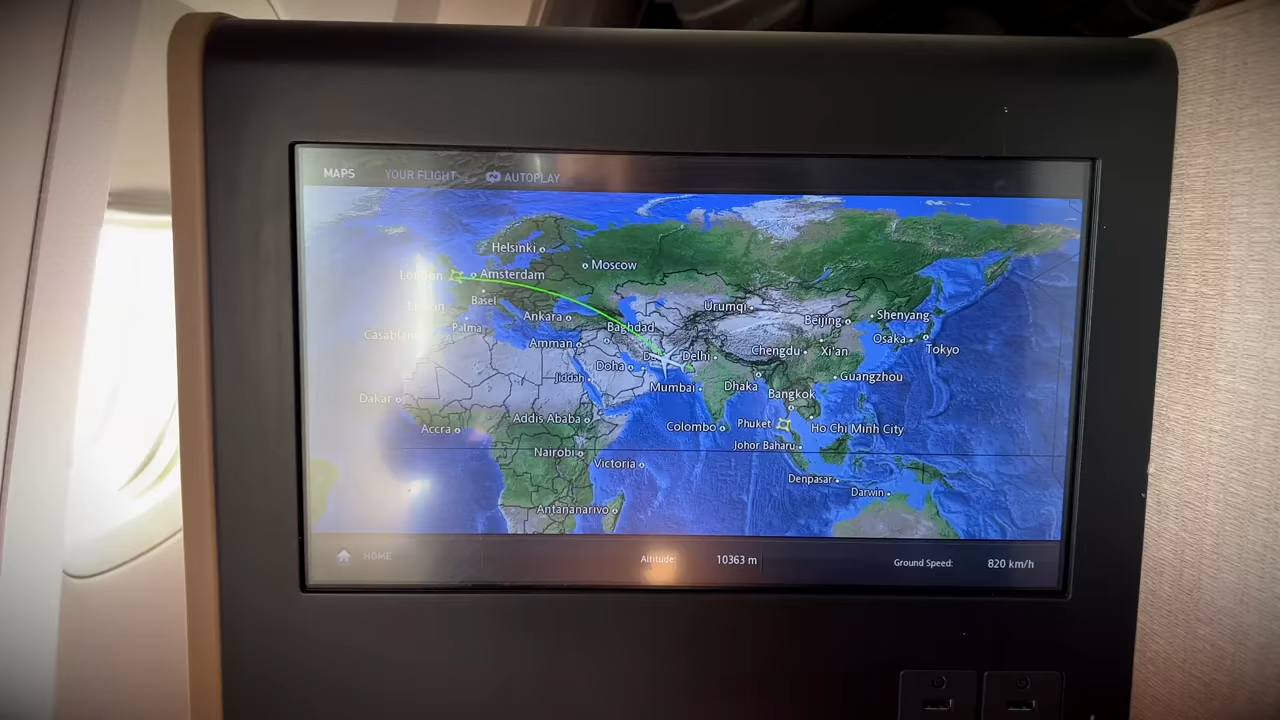 MAPS YOUR FLIGHT AUTOPLAY
Helsinki
Moscow
London
Amsterdam
Basel
Urumqi
Ankara
Beijing
Shenyang
Palma
Baghdad
Casablan
Amman
Osaka
Tokyo
Delhi
Chengdu
Xi'an
Doha
Jiddah
Guangzhou
Mumbai
Dhaka
Bangkok
Dakar
Addis Ababa
Accra
Colombo
Phuket
Ho Chi Minh City
Johor Baharu
Nairobi
Victoria
Denpasar
Darwin
Antananarivo
HOME Altitude: 10363 m Ground Speed: 820 km/h